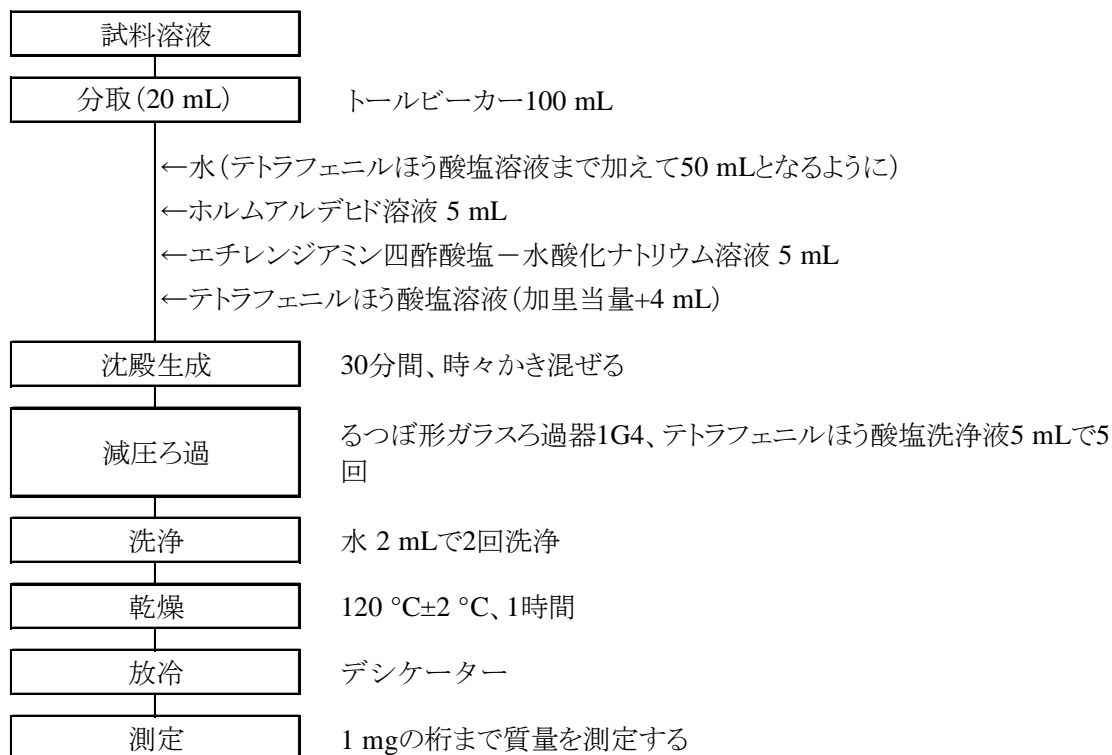 試料溶液
分取(20 mL) トールビーカー100 mL
←水(テトラフェニルほう酸塩溶液まで加えて50 mLとなるように)
←ホルムアルデヒド溶液 5 mL
←エチレンジアミン四酢酸塩－水酸化ナトリウム溶液 5 mL
←テトラフェニルほう酸塩溶液(加里当量+4 mL)
沈殿生成 30分間、時々かき混ぜる
減圧ろ過 るつぼ形ガラスろ過器1G4、テトラフェニルほう酸塩洗浄液5 mLで5
回
洗浄 水 2 mLで2回洗浄
乾燥 120 °C±2 °C、1時間
放冷 デシケーター
測定 1 mgの桁まで質量を測定する